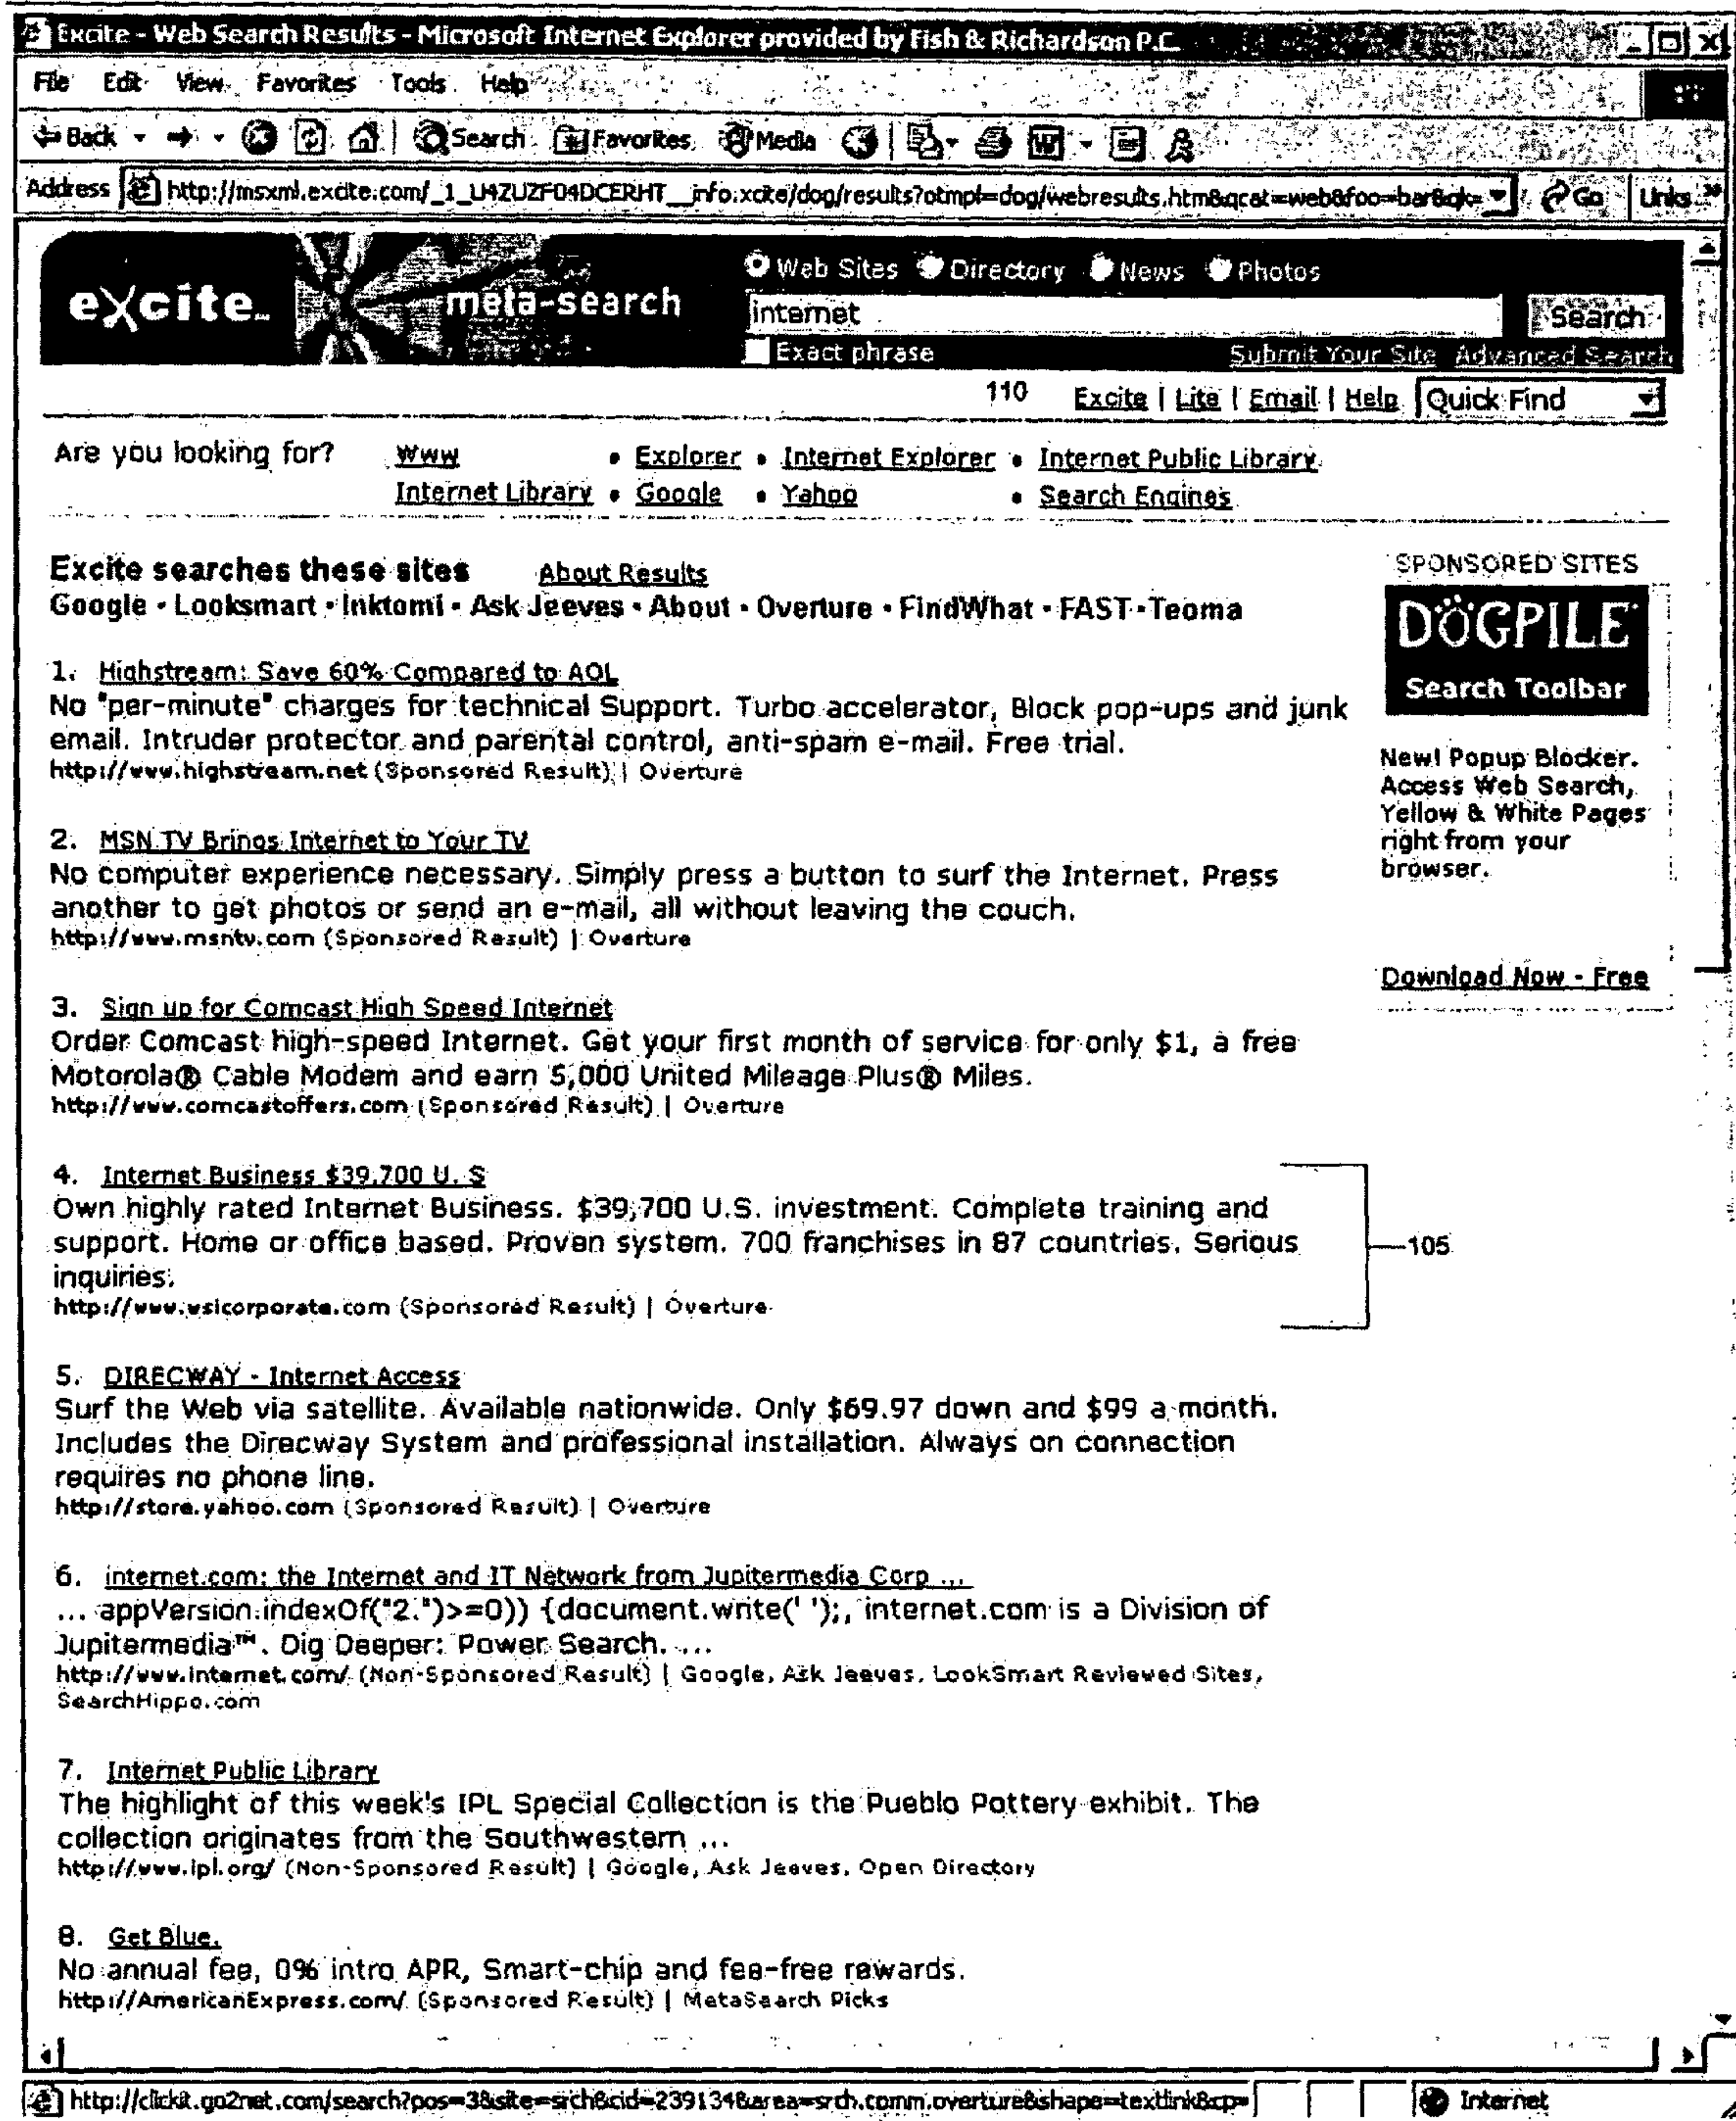 Excite - Web Search Results - Microsoft Internet Explorer provided by Fish & Richardson P.C.
File Edit View Favorites Tools Help
Back Search Favorites Media
Address http://msxml.excite.com/_1_ info.xcite/dog/results?otmpl=dog/webresults.htm&qcat=web&foo=bar&qk= Go Links »
excite meta-search
Web Sites Directory News Photos
internet Search
Exact phrase Submit Your Site Advanced Search
110 Excite | Lite | Email | Help Quick Find
Are you looking for? Www • Explorer • Internet Explorer • Internet Public Library
Internet Library • Google • Yahoo • Search Engines
Excite searches these sites About Results
Google • Looksmart • Inktomi • Ask Jeeves • About • Overture • FindWhat • FAST • Teoma
1. Highstream: Save 60% Compared to AOL
No "per-minute" charges for technical Support. Turbo accelerator, Block pop-ups and junk
email. Intruder protector and parental control, anti-spam e-mail. Free trial.
http://www.highstream.net (Sponsored Result) | Overture
2. MSN TV Brings Internet to Your TV
No computer experience necessary. Simply press a button to surf the Internet. Press
another to get photos or send an e-mail, all without leaving the couch.
http://www.msntv.com (Sponsored Result) | Overture
3. Sign up for Comcast High Speed Internet
Order Comcast high-speed Internet. Get your first month of service for only $1, a free
Motorola® Cable Modem and earn 5,000 United Mileage Plus® Miles.
http://www.comcastoffers.com (Sponsored Result) | Overture
4. Internet Business $39,700 U. S
Own highly rated Internet Business. $39,700 U.S. investment. Complete training and
support. Home or office based. Proven system. 700 franchises in 87 countries. Serious
inquiries.
http://www.wsicorporate.com (Sponsored Result) | Overture
105
5. DIRECWAY - Internet Access
Surf the Web via satellite. Available nationwide. Only $69.97 down and $99 a month.
Includes the Direcway System and professional installation. Always on connection
requires no phone line.
http://store.yahoo.com (Sponsored Result) | Overture
6. internet.com: the Internet and IT Network from Jupitermedia Corp ...
... appVersion.indexOf("2.")>=0)) {document.write(' ');, internet.com is a Division of
Jupitermedia™. Dig Deeper: Power Search. ...
http://www.internet.com/ (Non-Sponsored Result) | Google, Ask Jeeves, LookSmart Reviewed Sites,
SearchHippo.com
7. Internet Public Library
The highlight of this week's IPL Special Collection is the Pueblo Pottery exhibit. The
collection originates from the Southwestern ...
http://www.ipl.org/ (Non-Sponsored Result) | Google, Ask Jeeves, Open Directory
8. Get Blue.
No annual fee, 0% intro APR, Smart-chip and fee-free rewards.
http://AmericanExpress.com/ (Sponsored Result) | MetaSearch Picks
SPONSORED SITES
DOGPILE
Search Toolbar
New! Popup Blocker.
Access Web Search,
Yellow & White Pages
right from your
browser.
Download Now - Free
http://clickit.go2net.com/search?pos=3&site=srch&cid=239134&area=srch.comm.overture&shape=textlink&cp= Internet